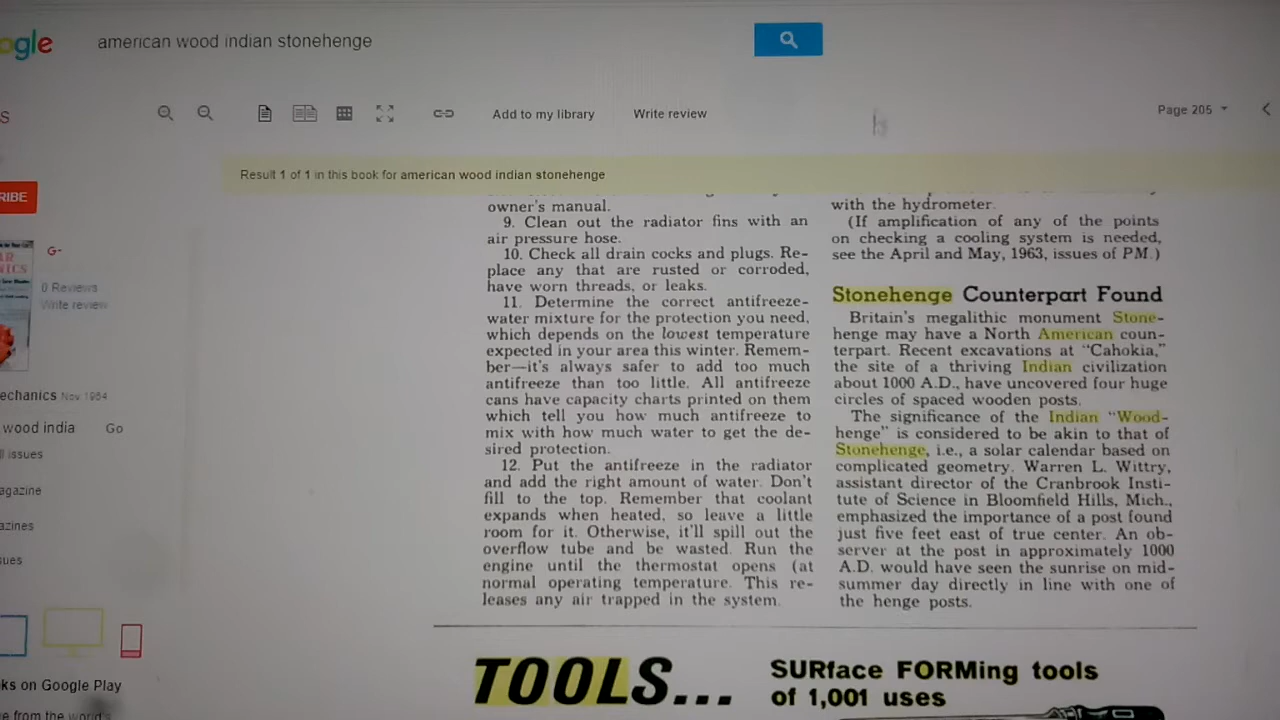 ogle
american wood indian stonehenge
S
Add to my library
Write review
Page 205
RIBE
Result 1 of 1 in this book for american wood indian stonehenge
G-
0 Reviews
Write review
echanics Nov 1964
wood india Go
ll issues
agazine
azines
sues
ks on Google Play
e from the world's
owner's manual.
9. Clean out the radiator fins with an
air pressure hose.
10. Check all drain cocks and plugs. Re-
place any that are rusted or corroded,
have worn threads, or leaks.
11. Determine the correct antifreeze-
water mixture for the protection you need,
which depends on the lowest temperature
expected in your area this winter. Remem-
ber—it's always safer to add too much
antifreeze than too little. All antifreeze
cans have capacity charts printed on them
which tell you how much antifreeze to
mix with how much water to get the de-
sired protection.
12. Put the antifreeze in the radiator
and add the right amount of water. Don't
fill to the top. Remember that coolant
expands when heated, so leave a little
room for it. Otherwise, it'll spill out the
overflow tube and be wasted. Run the
engine until the thermostat opens (at
normal operating temperature. This re-
leases any air trapped in the system.
with the hydrometer.
(If amplification of any of the points
on checking a cooling system is needed,
see the April and May, 1963, issues of PM.)
Stonehenge Counterpart Found
Britain's megalithic monument Stone-
henge may have a North American coun-
terpart. Recent excavations at "Cahokia,"
the site of a thriving Indian civilization
about 1000 A.D., have uncovered four huge
circles of spaced wooden posts.
The significance of the Indian "Wood-
henge" is considered to be akin to that of
Stonehenge, i.e., a solar calendar based on
complicated geometry. Warren L. Wittry,
assistant director of the Cranbrook Insti-
tute of Science in Bloomfield Hills, Mich.,
emphasized the importance of a post found
just five feet east of true center. An ob-
server at the post in approximately 1000
A.D. would have seen the sunrise on mid-
summer day directly in line with one of
the henge posts.
TOOLS...
SURface FORMing tools
of 1,001 uses